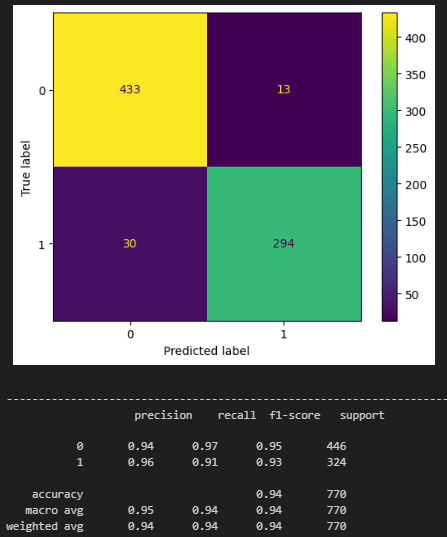 400
0
433
13
350
300
True label
250
200
150
1
30
294
100
50
0
1
Predicted label
--------------------------------------------------------------
precision recall f1-score support
0 0.94 0.97 0.95 446
1 0.96 0.91 0.93 324
accuracy 0.94 770
macro avg 0.95 0.94 0.94 770
weighted avg 0.94 0.94 0.94 770